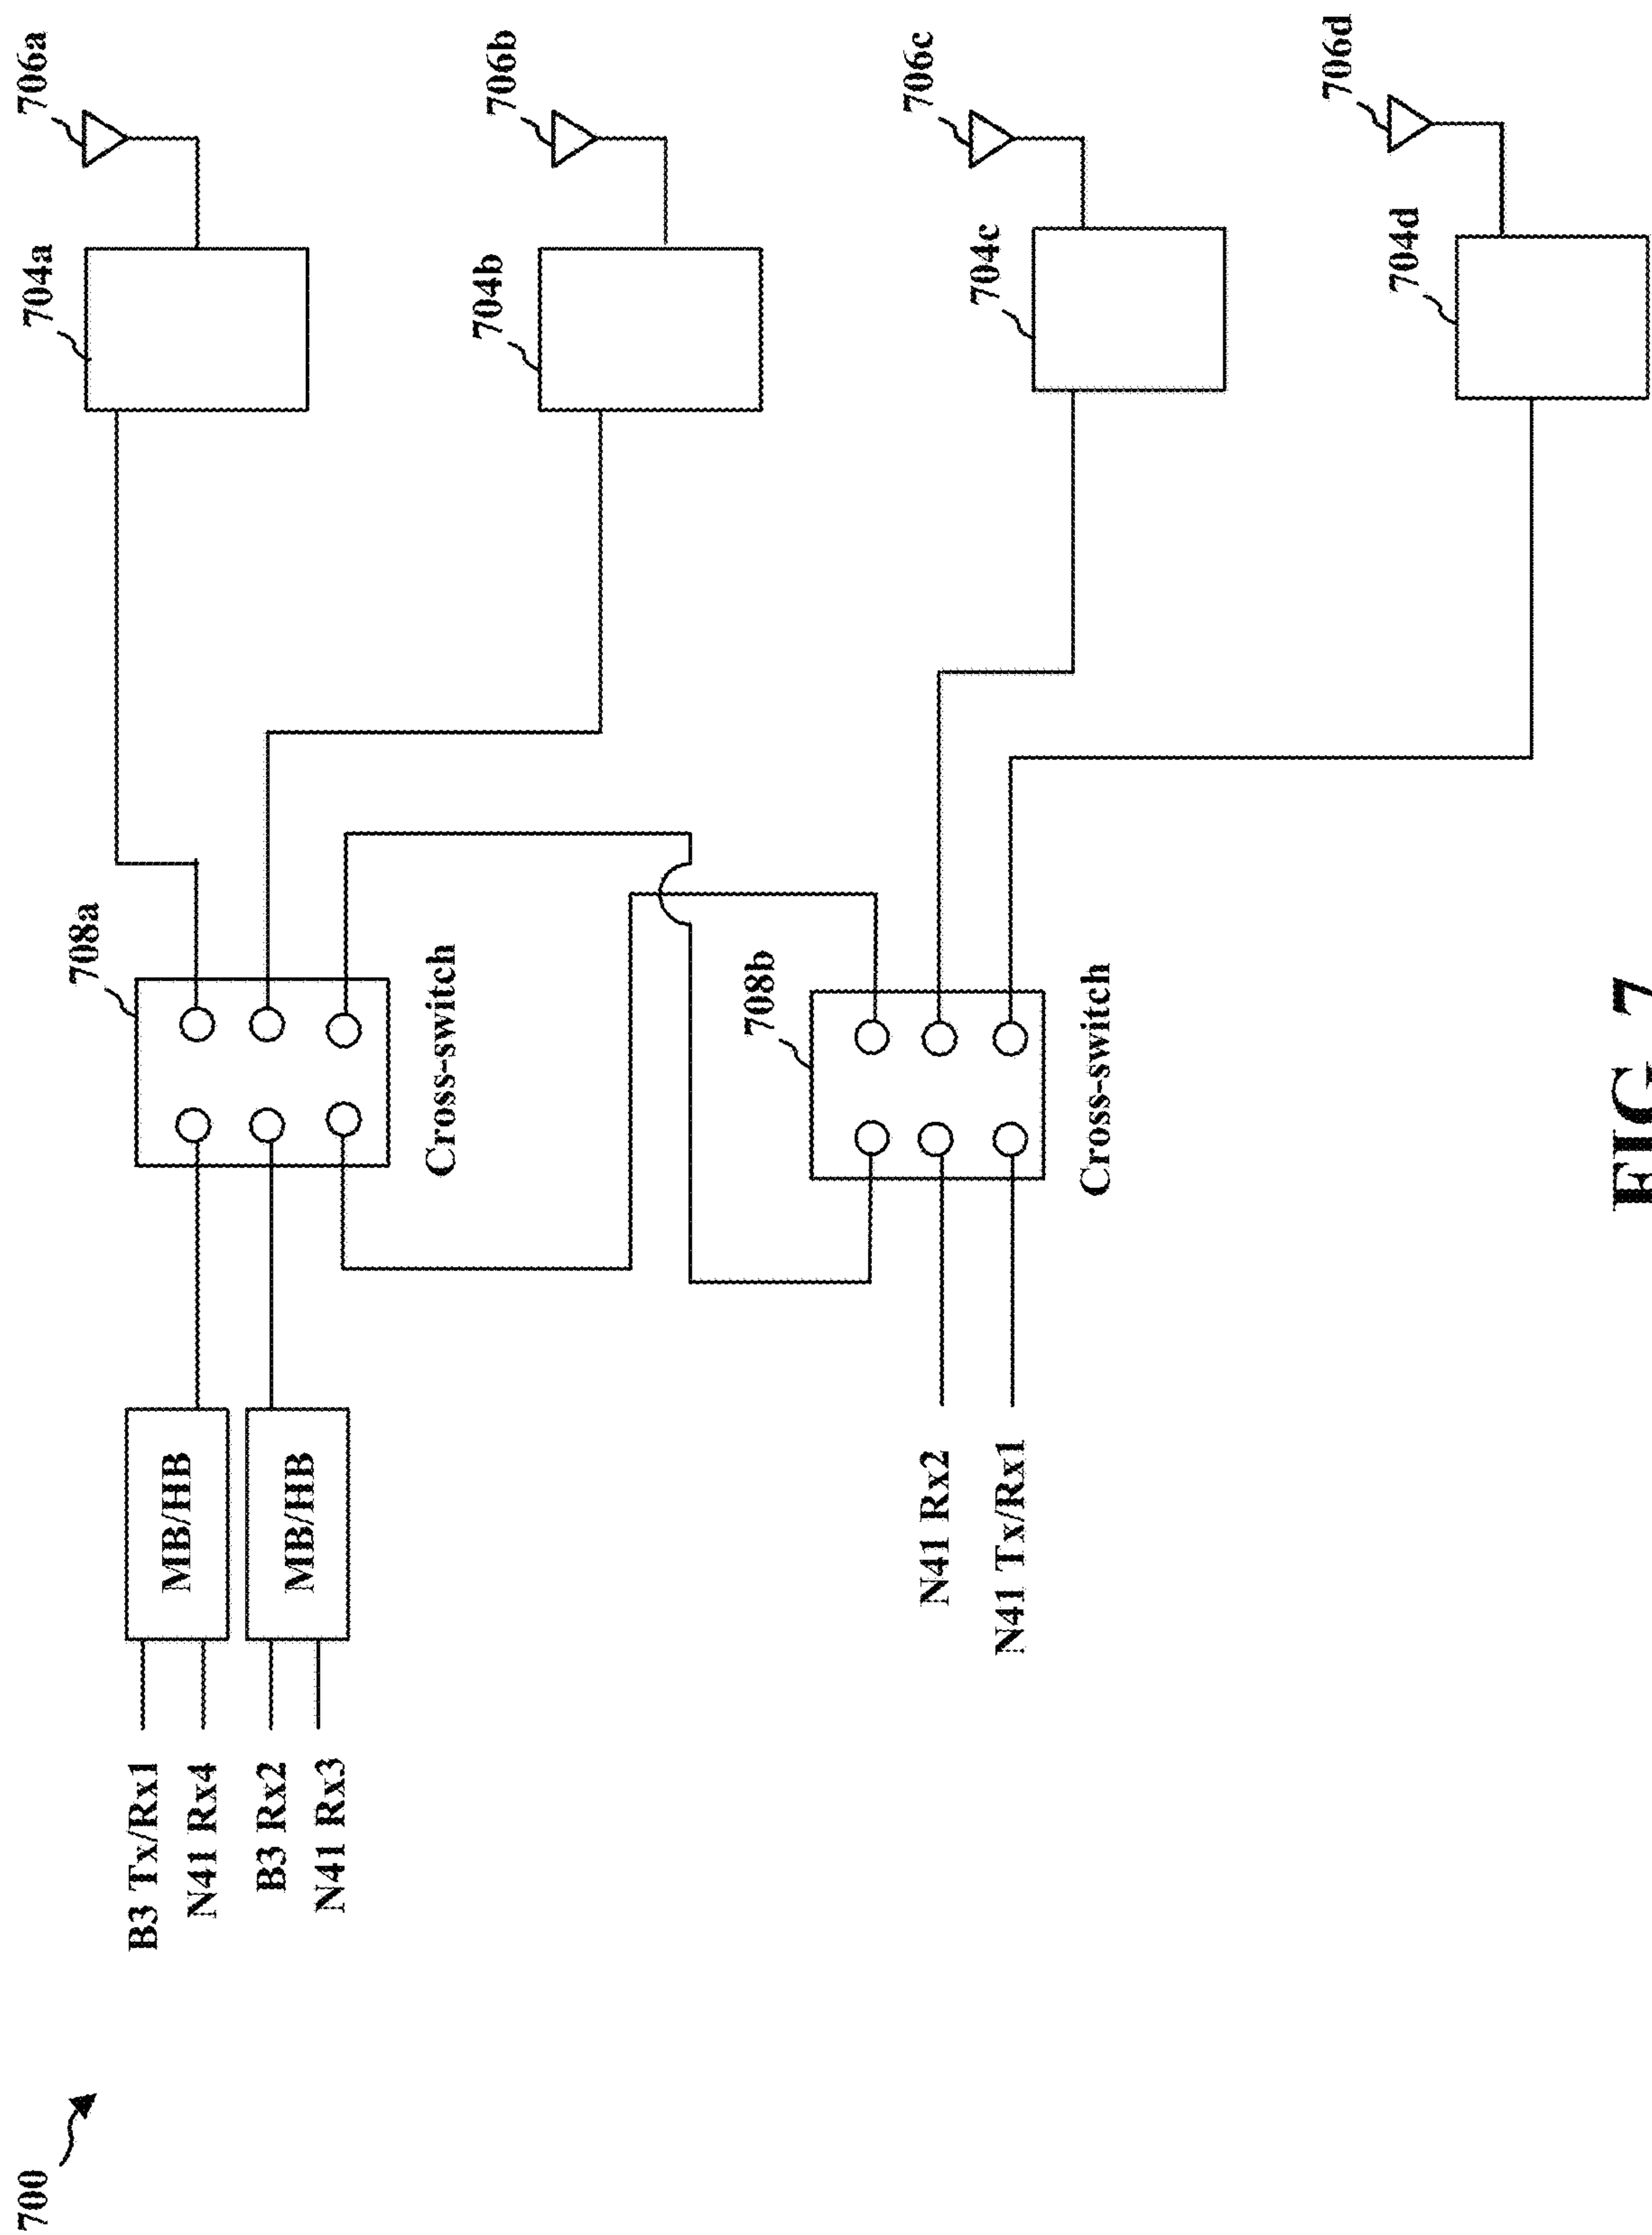 700
B3 Tx/Rx1
N41 Rx4
B3 Rx2
N41 Rx3
MB/HB
MB/HB
708a
Cross-switch
704a
706a
704b
706b
N41 Rx2
N41 Tx/Rx1
708b
Cross-switch
704c
706c
704d
706d
FIG 7